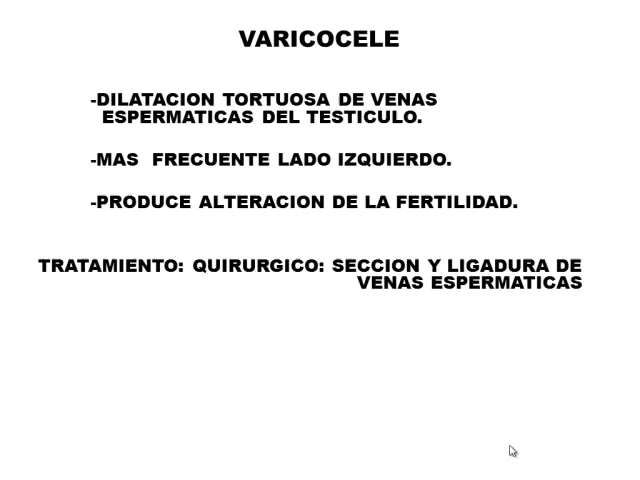 VARICOCELE
-DILATACION TORTUOSA DE VENAS
ESPERMATICAS DEL TESTICULO.
-MAS FRECUENTE LADO IZQUIERDO.
-PRODUCE ALTERACION DE LA FERTILIDAD.
TRATAMIENTO: QUIRURGICO: SECCION Y LIGADURA DE
VENAS ESPERMATICAS